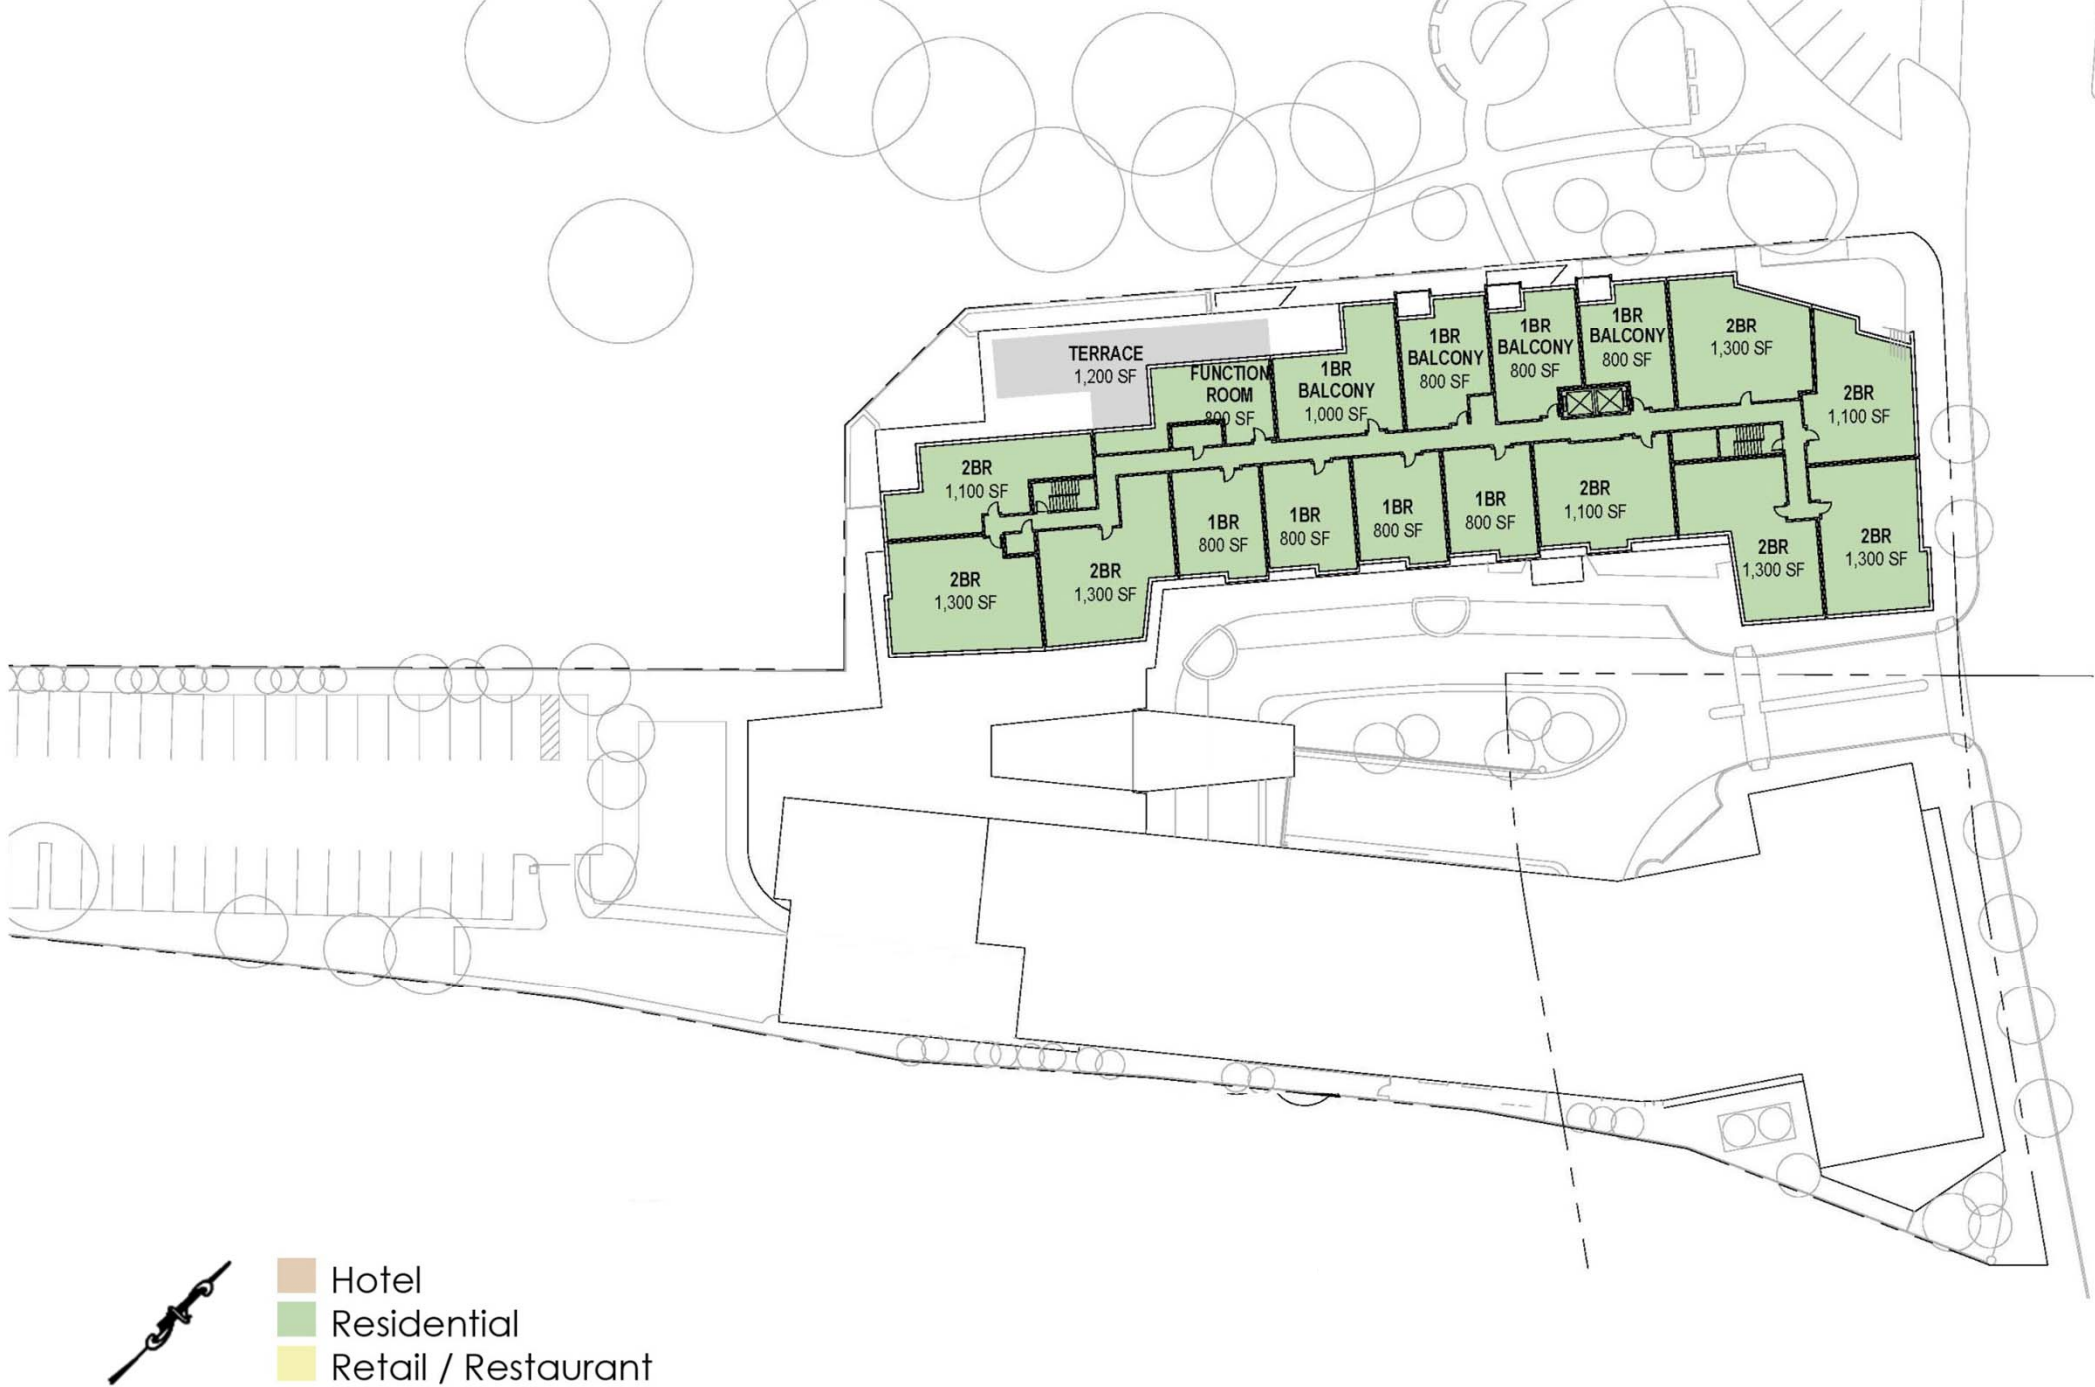 TERRACE
1,200 SF
FUNCTION
ROOM
800 SF
1BR
BALCONY
1,000 SF
1BR
BALCONY
800 SF
1BR
BALCONY
800 SF
1BR
BALCONY
800 SF
2BR
1,300 SF
2BR
1,100 SF
2BR
1,100 SF
2BR
1,300 SF
2BR
1,300 SF
1BR
800 SF
1BR
800 SF
1BR
800 SF
1BR
800 SF
2BR
1,100 SF
2BR
1,300 SF
2BR
1,300 SF
Hotel
Residential
Retail / Restaurant